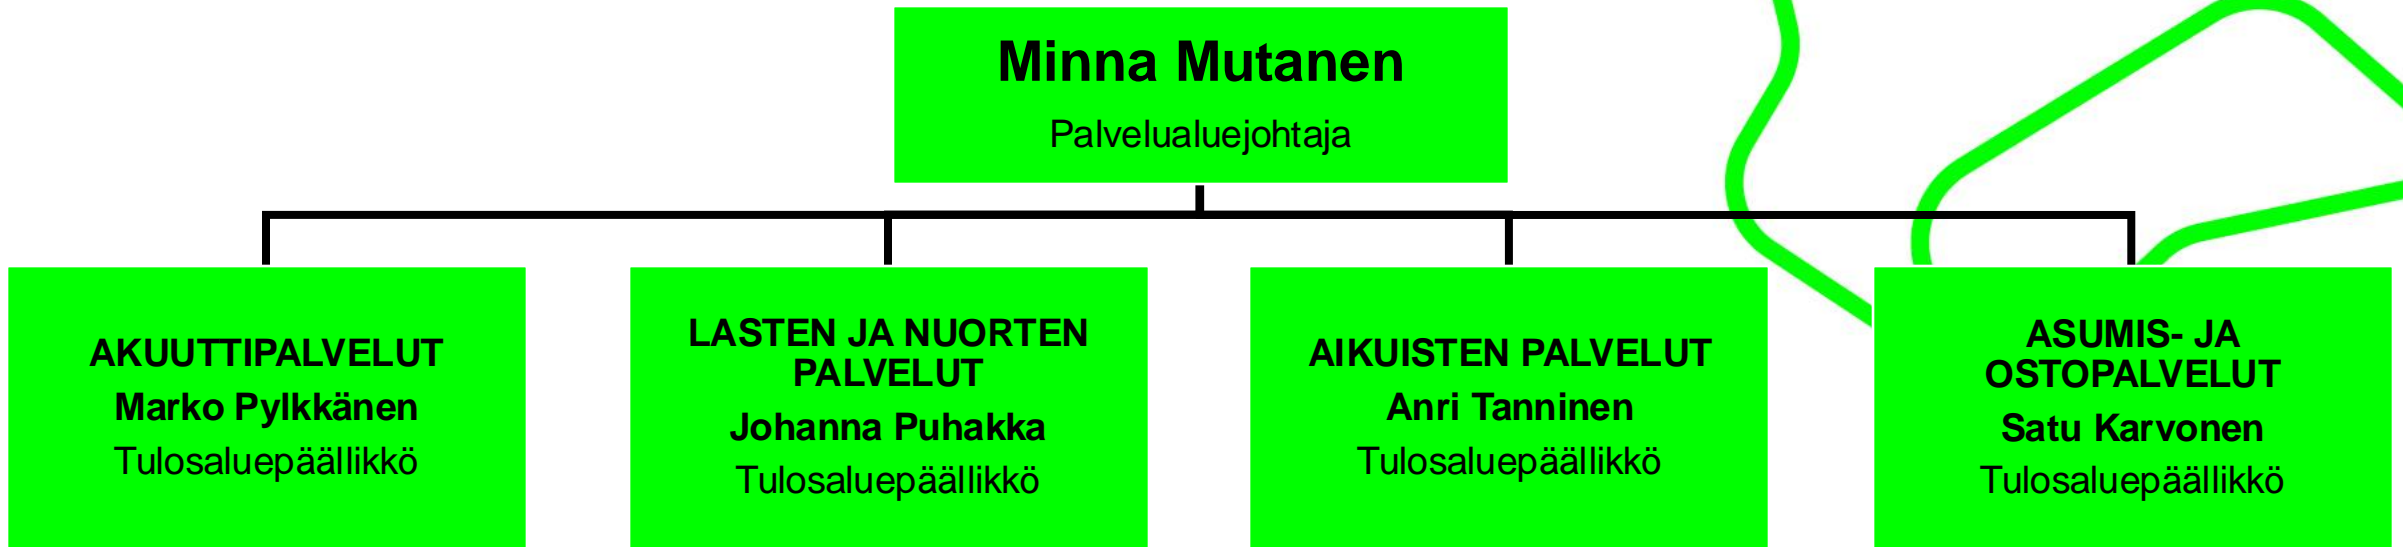 Minna Mutanen
Palvelualuejohtaja
AKUUTTIPALVELUT
Marko Pylkkänen
Tulosaluepäällikkö
LASTEN JA NUORTEN
PALVELUT
Johanna Puhakka
Tulosaluepäällikkö
AIKUISTEN PALVELUT
Anri Tanninen
Tulosaluepäällikkö
ASUMIS- JA
OSTOPALVELUT
Satu Karvonen
Tulosaluepäällikkö